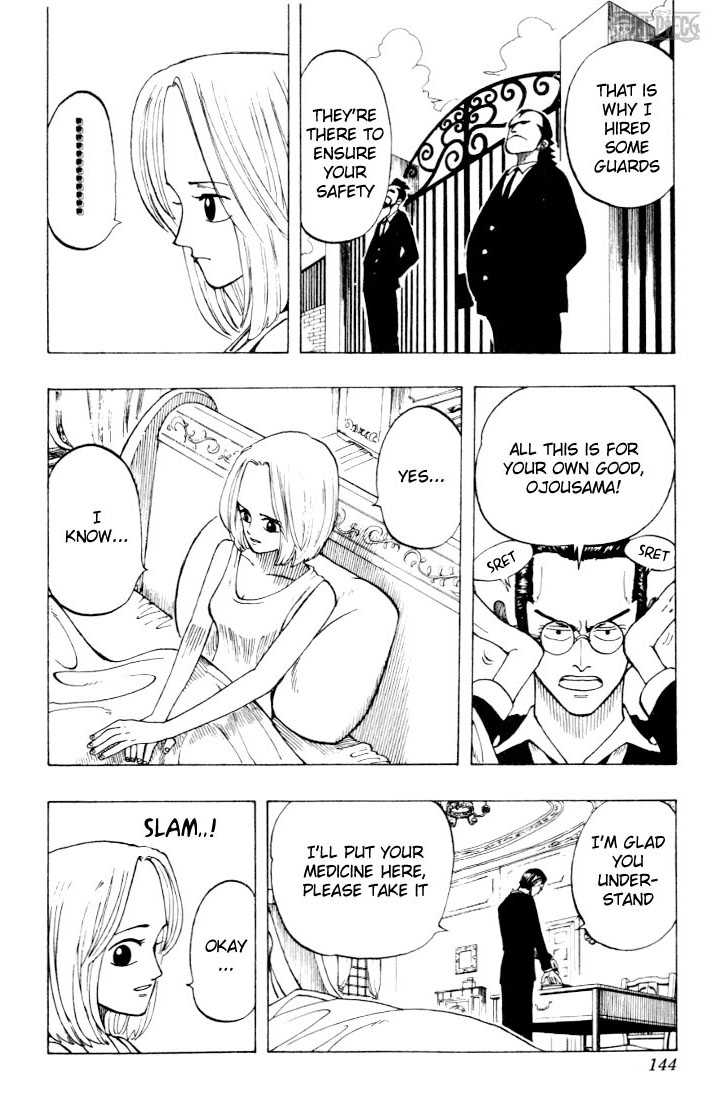 THAT IS
WHY I
HIRED
SOME
GUARDS
THEY'RE
THERE TO
ENSURE
YOUR
SAFETY
ALL THIS IS FOR
YOUR OWN GOOD,
OJOUSAMA!
SRET
SRET
YES...
I
KNOW...
I'M GLAD
YOU
UNDER-
STAND
I'LL PUT YOUR
MEDICINE HERE,
PLEASE TAKE IT
SLAM..!
OKAY
...
144